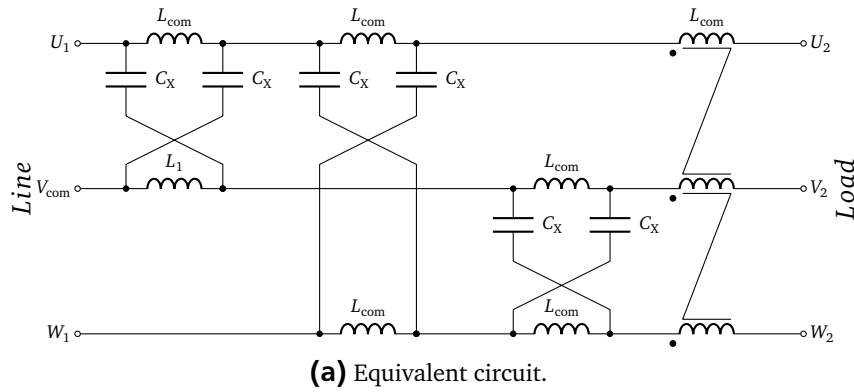 L_com L_com L_com
U_1 U_2
C_X C_X C_X C_X
L_1 L_com
V_com V_2
Line Load
C_X C_X
L_com L_com
W_1 W_2
(a) Equivalent circuit.